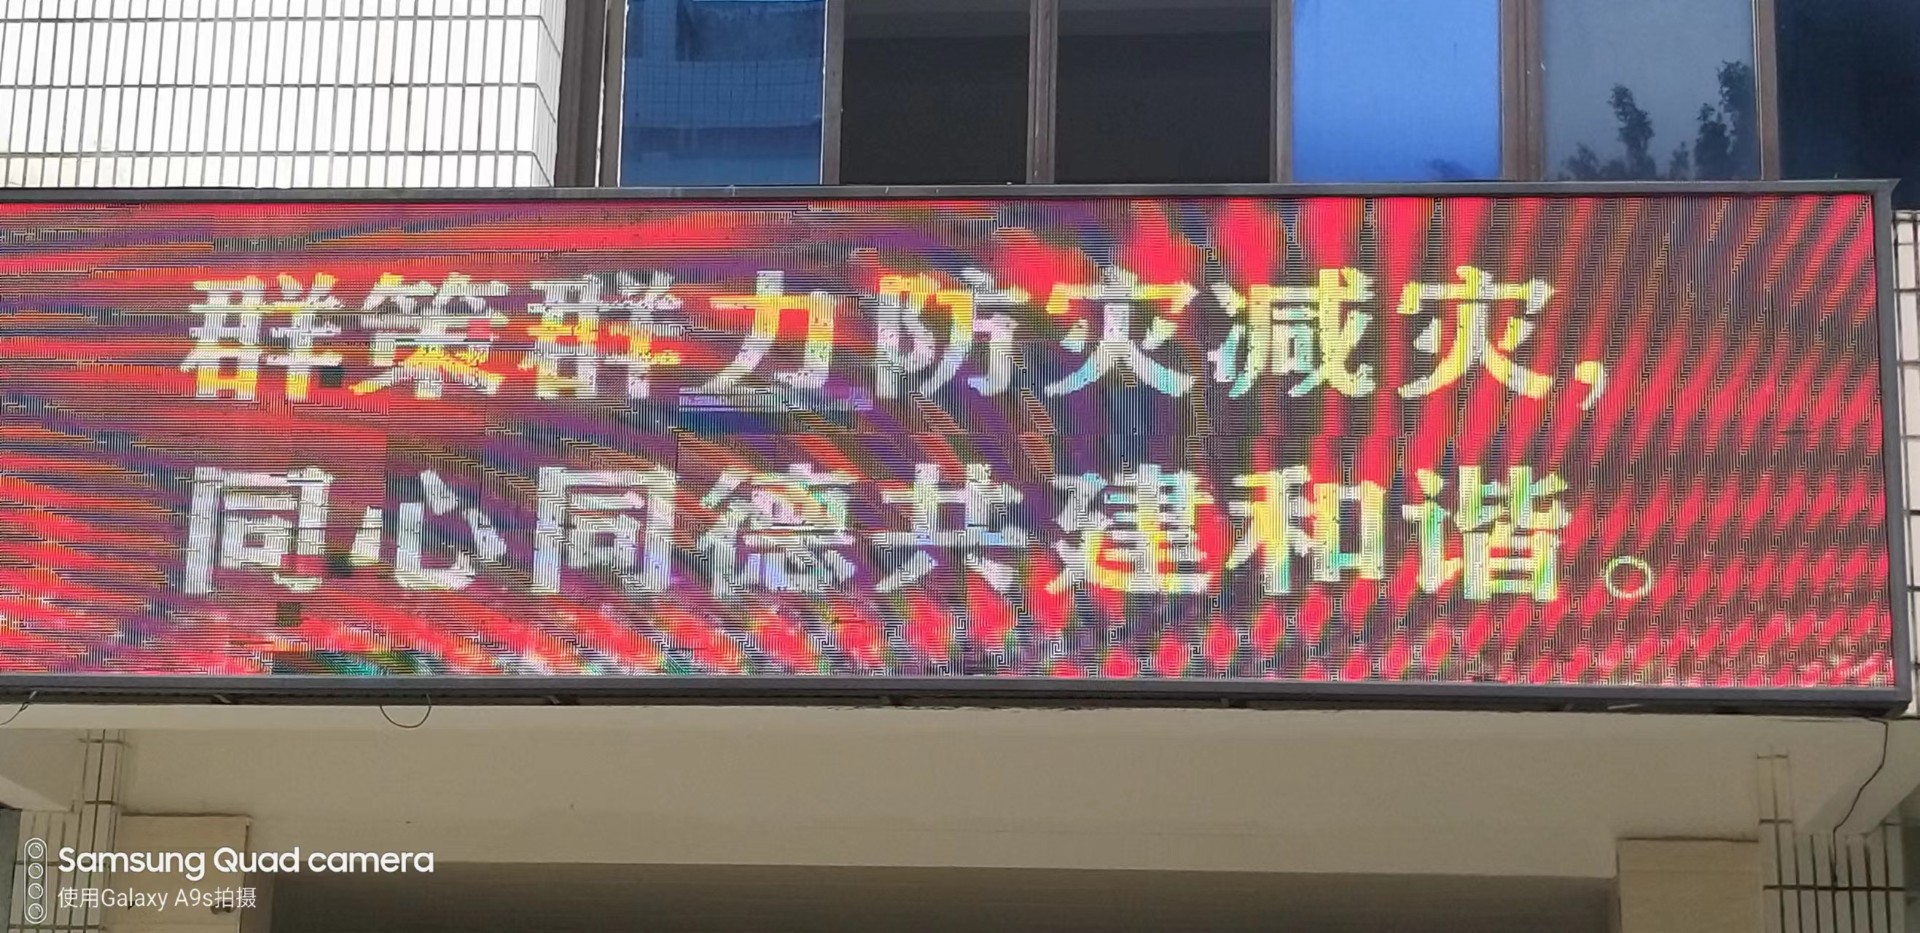 群策群力防灾减灾，
同心同德共建和谐。
Samsung Quad camera
使用Galaxy A9s拍摄